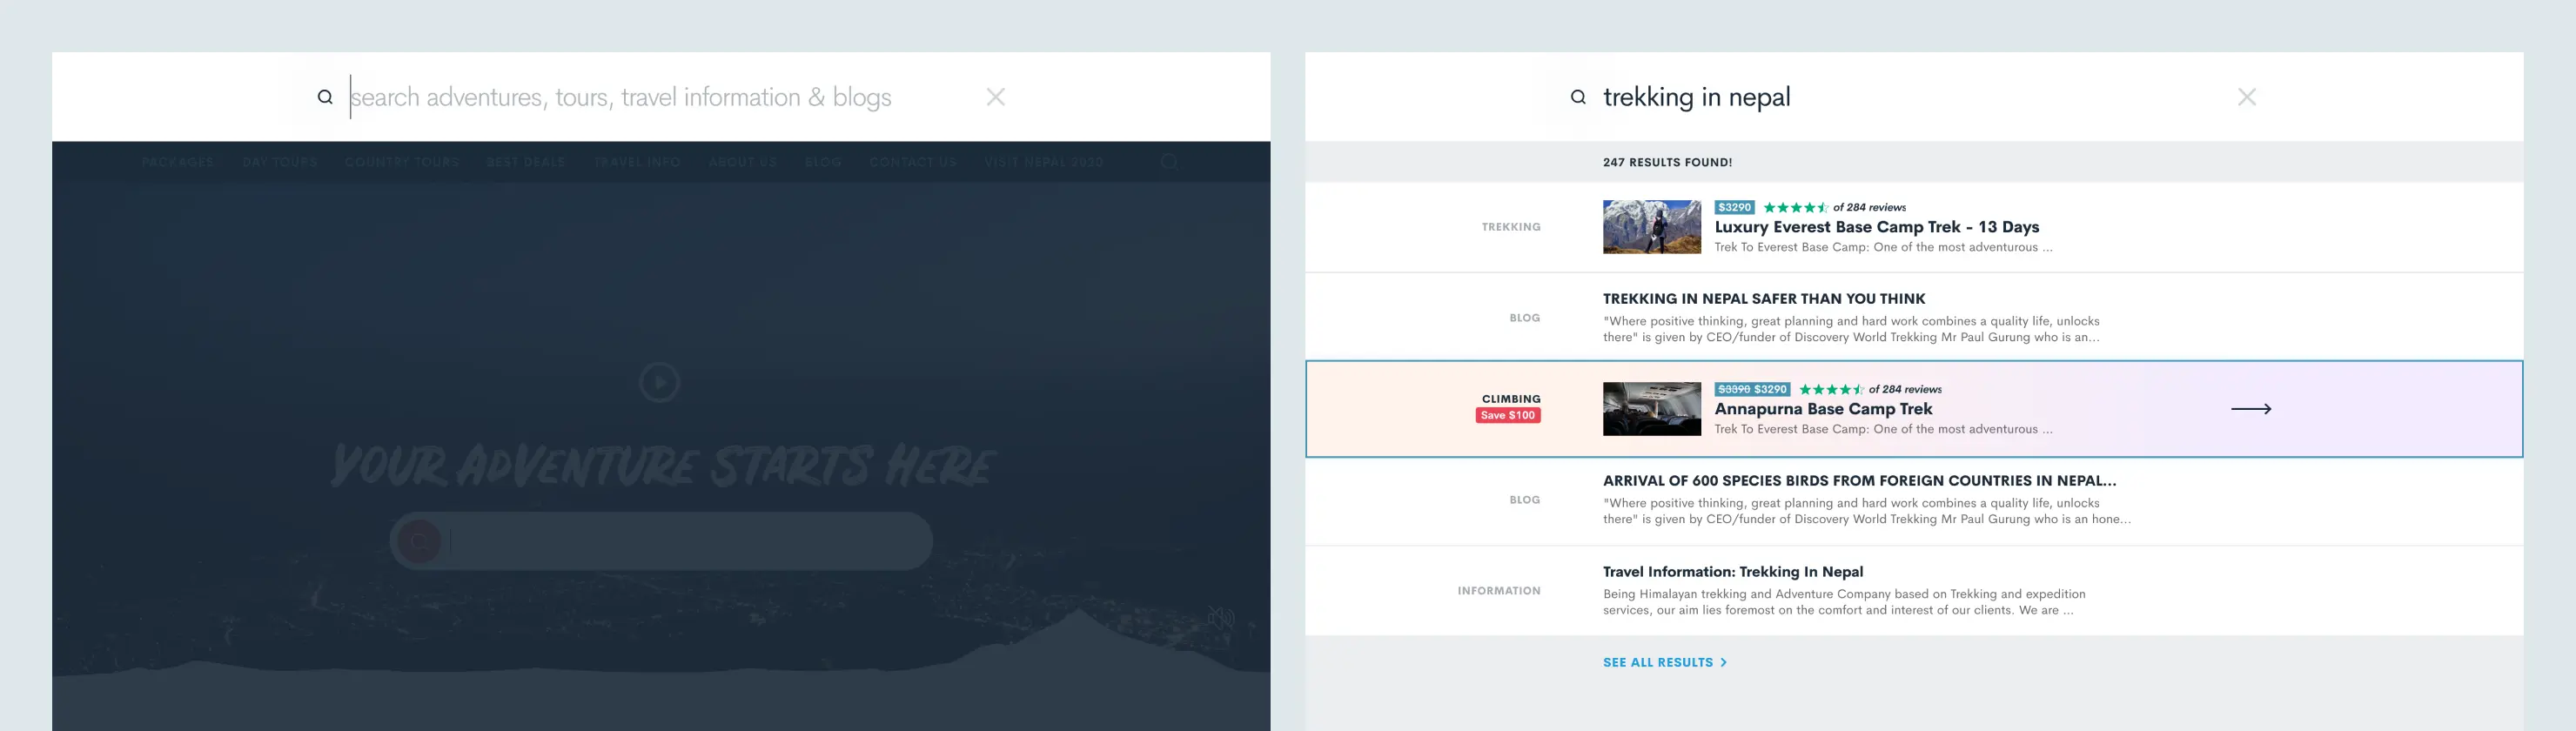 search adventures, tours, travel information & blogs
PACKAGES DAY TOURS COUNTRY TOURS BEST DEALS TRAVEL INFO ABOUT US BLOG CONTACT US VISIT NEPAL 2020
YOUR ADVENTURE STARTS HERE
trekking in nepal
247 RESULTS FOUND!
TREKKING
$3290 of 284 reviews
Luxury Everest Base Camp Trek - 13 Days
Trek To Everest Base Camp: One of the most adventurous ...
BLOG
TREKKING IN NEPAL SAFER THAN YOU THINK
"Where positive thinking, great planning and hard work combines a quality life, unlocks
there" is given by CEO/funder of Discovery World Trekking Mr Paul Gurung who is an...
CLIMBING
Save $100
$3390 $3290 of 284 reviews
Annapurna Base Camp Trek
Trek To Everest Base Camp: One of the most adventurous ...
BLOG
ARRIVAL OF 600 SPECIES BIRDS FROM FOREIGN COUNTRIES IN NEPAL...
"Where positive thinking, great planning and hard work combines a quality life, unlocks
there" is given by CEO/funder of Discovery World Trekking Mr Paul Gurung who is an hone...
INFORMATION
Travel Information: Trekking In Nepal
Being Himalayan trekking and Adventure Company based on Trekking and expedition
services, our aim lies foremost on the comfort and interest of our clients. We are ...
SEE ALL RESULTS